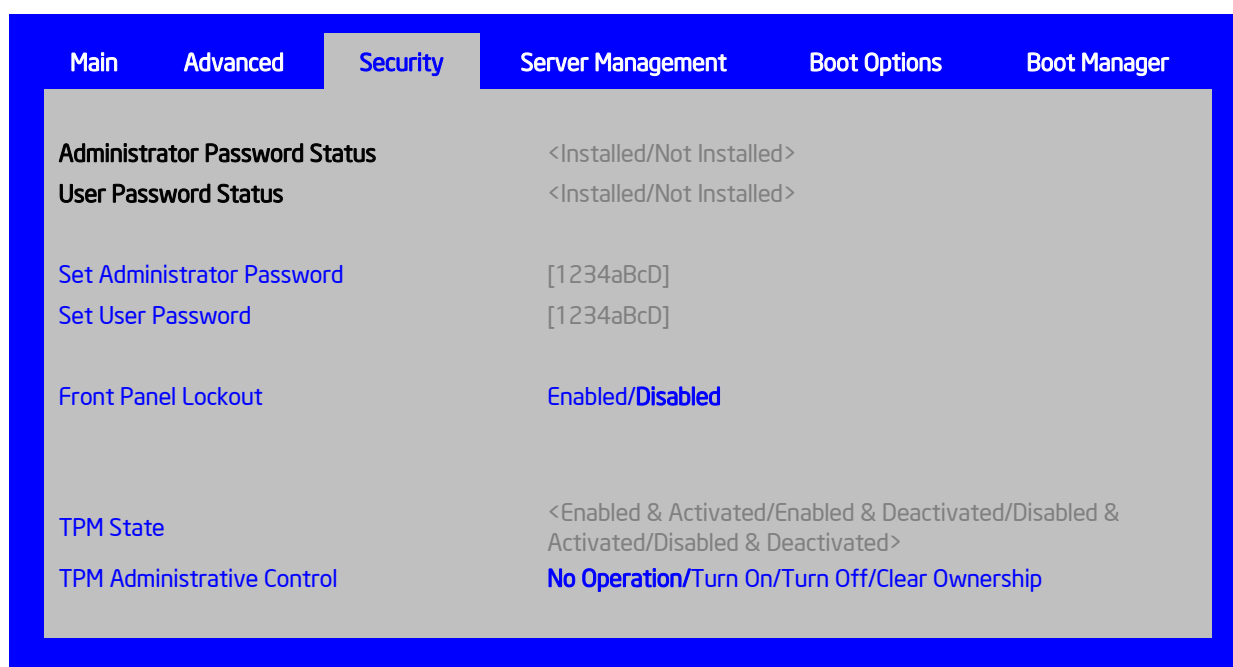 Main Advanced Security Server Management Boot Options Boot Manager
Administrator Password Status <Installed/Not Installed>
User Password Status <Installed/Not Installed>
Set Administrator Password [1234aBcD]
Set User Password [1234aBcD]
Front Panel Lockout Enabled/Disabled
TPM State <Enabled & Activated/Enabled & Deactivated/Disabled &
Activated/Disabled & Deactivated>
TPM Administrative Control No Operation/Turn On/Turn Off/Clear Ownership